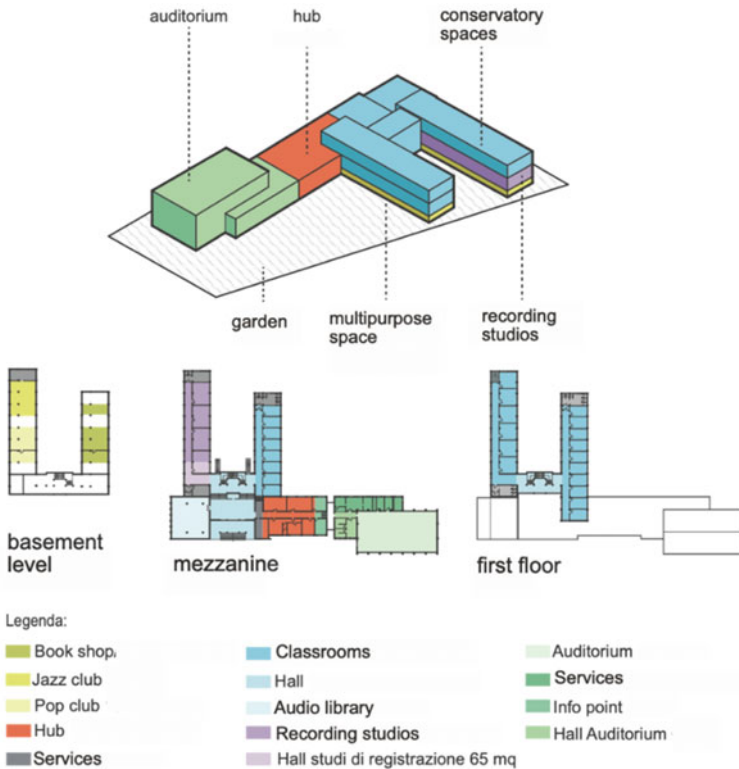 auditorium
hub
conservatory
spaces
garden
multipurpose
space
recording
studios
basement
level
mezzanine
first floor
Legenda:
Book shop/
Jazz club
Pop club
Hub
Services
Classrooms
Hall
Audio library
Recording studios
Hall studi di registrazione 65 mq
Auditorium
Services
Info point
Hall Auditorium